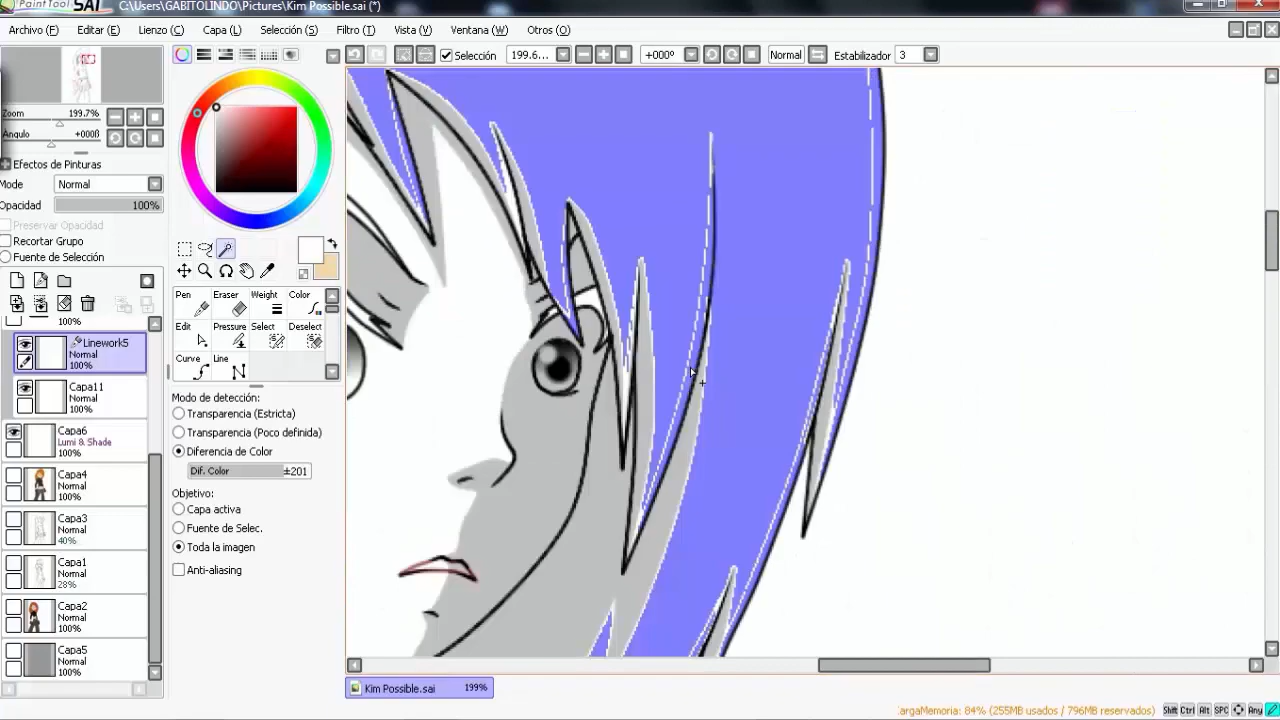 PaintTool SAI C:\Users\GABITOLINDO\Pictures\Kim Possible.sai (*)
Archivo (F) Editar (E) Lienzo (C) Capa (L) Selección (S) Filtro (T) Vista (V) Ventana (W) Otros (O)
Selección 199.6... +000° Normal Estabilizador 3
Zoom 199.7%
Angulo +000ß
Efectos de Pinturas
Mode Normal
Opacidad 100%
Preservar Opacidad
Recortar Grupo
Fuente de Selección
100%
Linework5
Normal
100%
Capa11
Normal
100%
Capa6
Lumi & Shade
100%
Capa4
Normal
100%
Capa3
Normal
40%
Capa1
Normal
28%
Capa2
Normal
100%
Capa5
Normal
100%
Pen Eraser Weight Color
Edit Pressure Select Deselect
Curve Line
Modo de detección:
Transparencia (Estricta)
Transparencia (Poco definida)
Diferencia de Color
Dif. Color ±201
Objetivo:
Capa activa
Fuente de Selec.
Toda la imagen
Anti-aliasing
Kim Possible.sai 199%
argaMemoria: 84% (255MB usados / 796MB reservados) Shift Ctrl Alt SPC Any